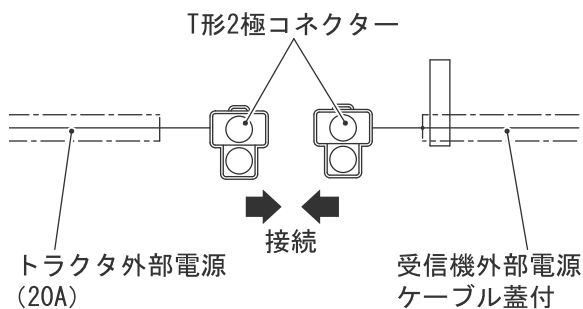 T形2極コネクター
接続
トラクタ外部電源
（20A）
受信機外部電源
ケーブル蓋付